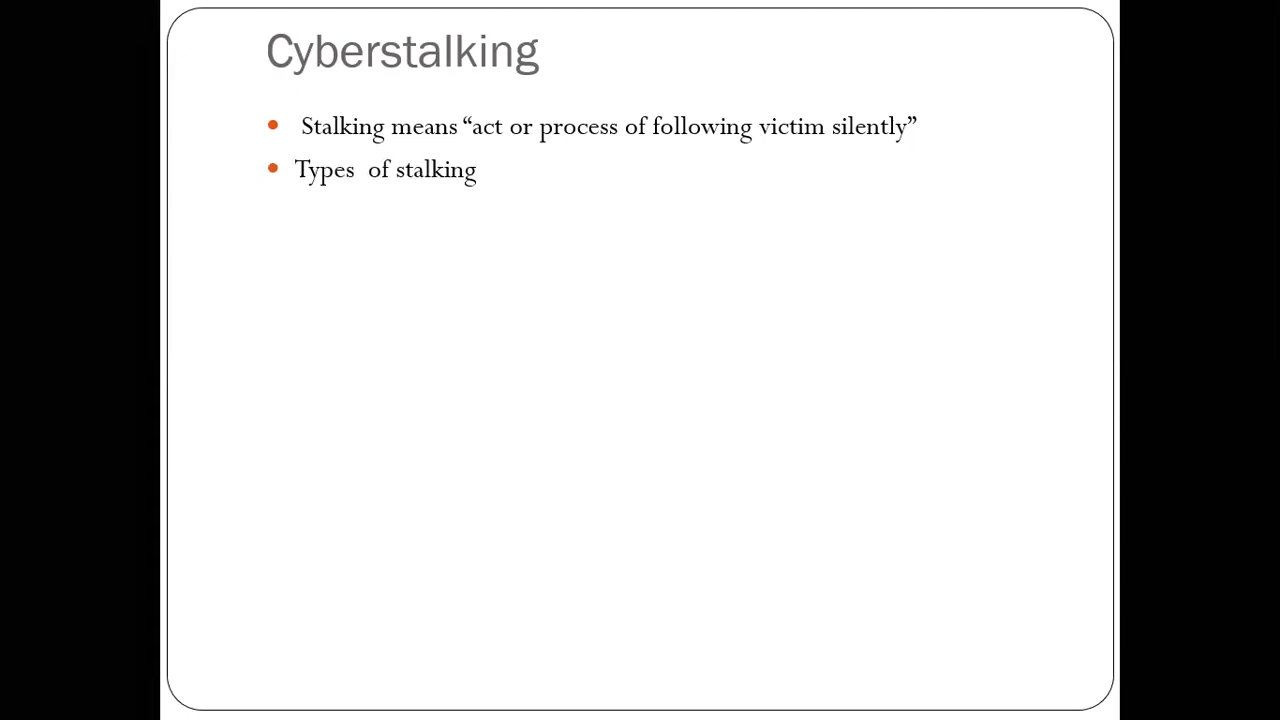 Cyberstalking
• Stalking means “act or process of following victim silently”
• Types of stalking